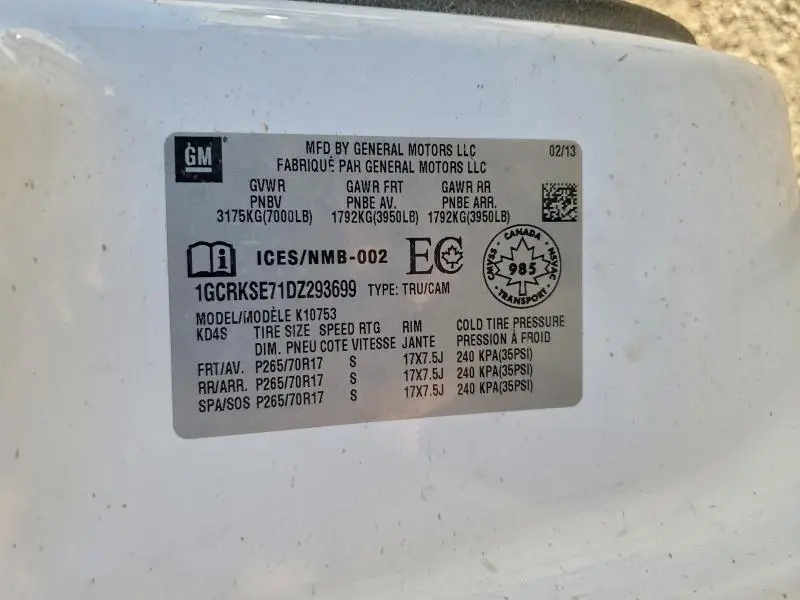 GM
MFD BY GENERAL MOTORS LLC 02/13
FABRIQUÉ PAR GENERAL MOTORS LLC
GVWR GAWR FRT GAWR RR
PNBV PNBE AV. PNBE ARR.
3175KG(7000LB) 1792KG(3950LB) 1792KG(3950LB)
i ICES/NMB-002 EC
CANADA
CMVSS NSVAC
985
TRANSPORT
1GCRKSE71DZ293699 TYPE: TRU/CAM
MODEL/MODÈLE K10753
KD4S TIRE SIZE SPEED RTG RIM COLD TIRE PRESSURE
DIM. PNEU COTE VITESSE JANTE PRESSION À FROID
FRT/AV. P265/70R17 S 17X7.5J 240 KPA(35PSI)
RR/ARR. P265/70R17 S 17X7.5J 240 KPA(35PSI)
SPA/SOS P265/70R17 S 17X7.5J 240 KPA(35PSI)